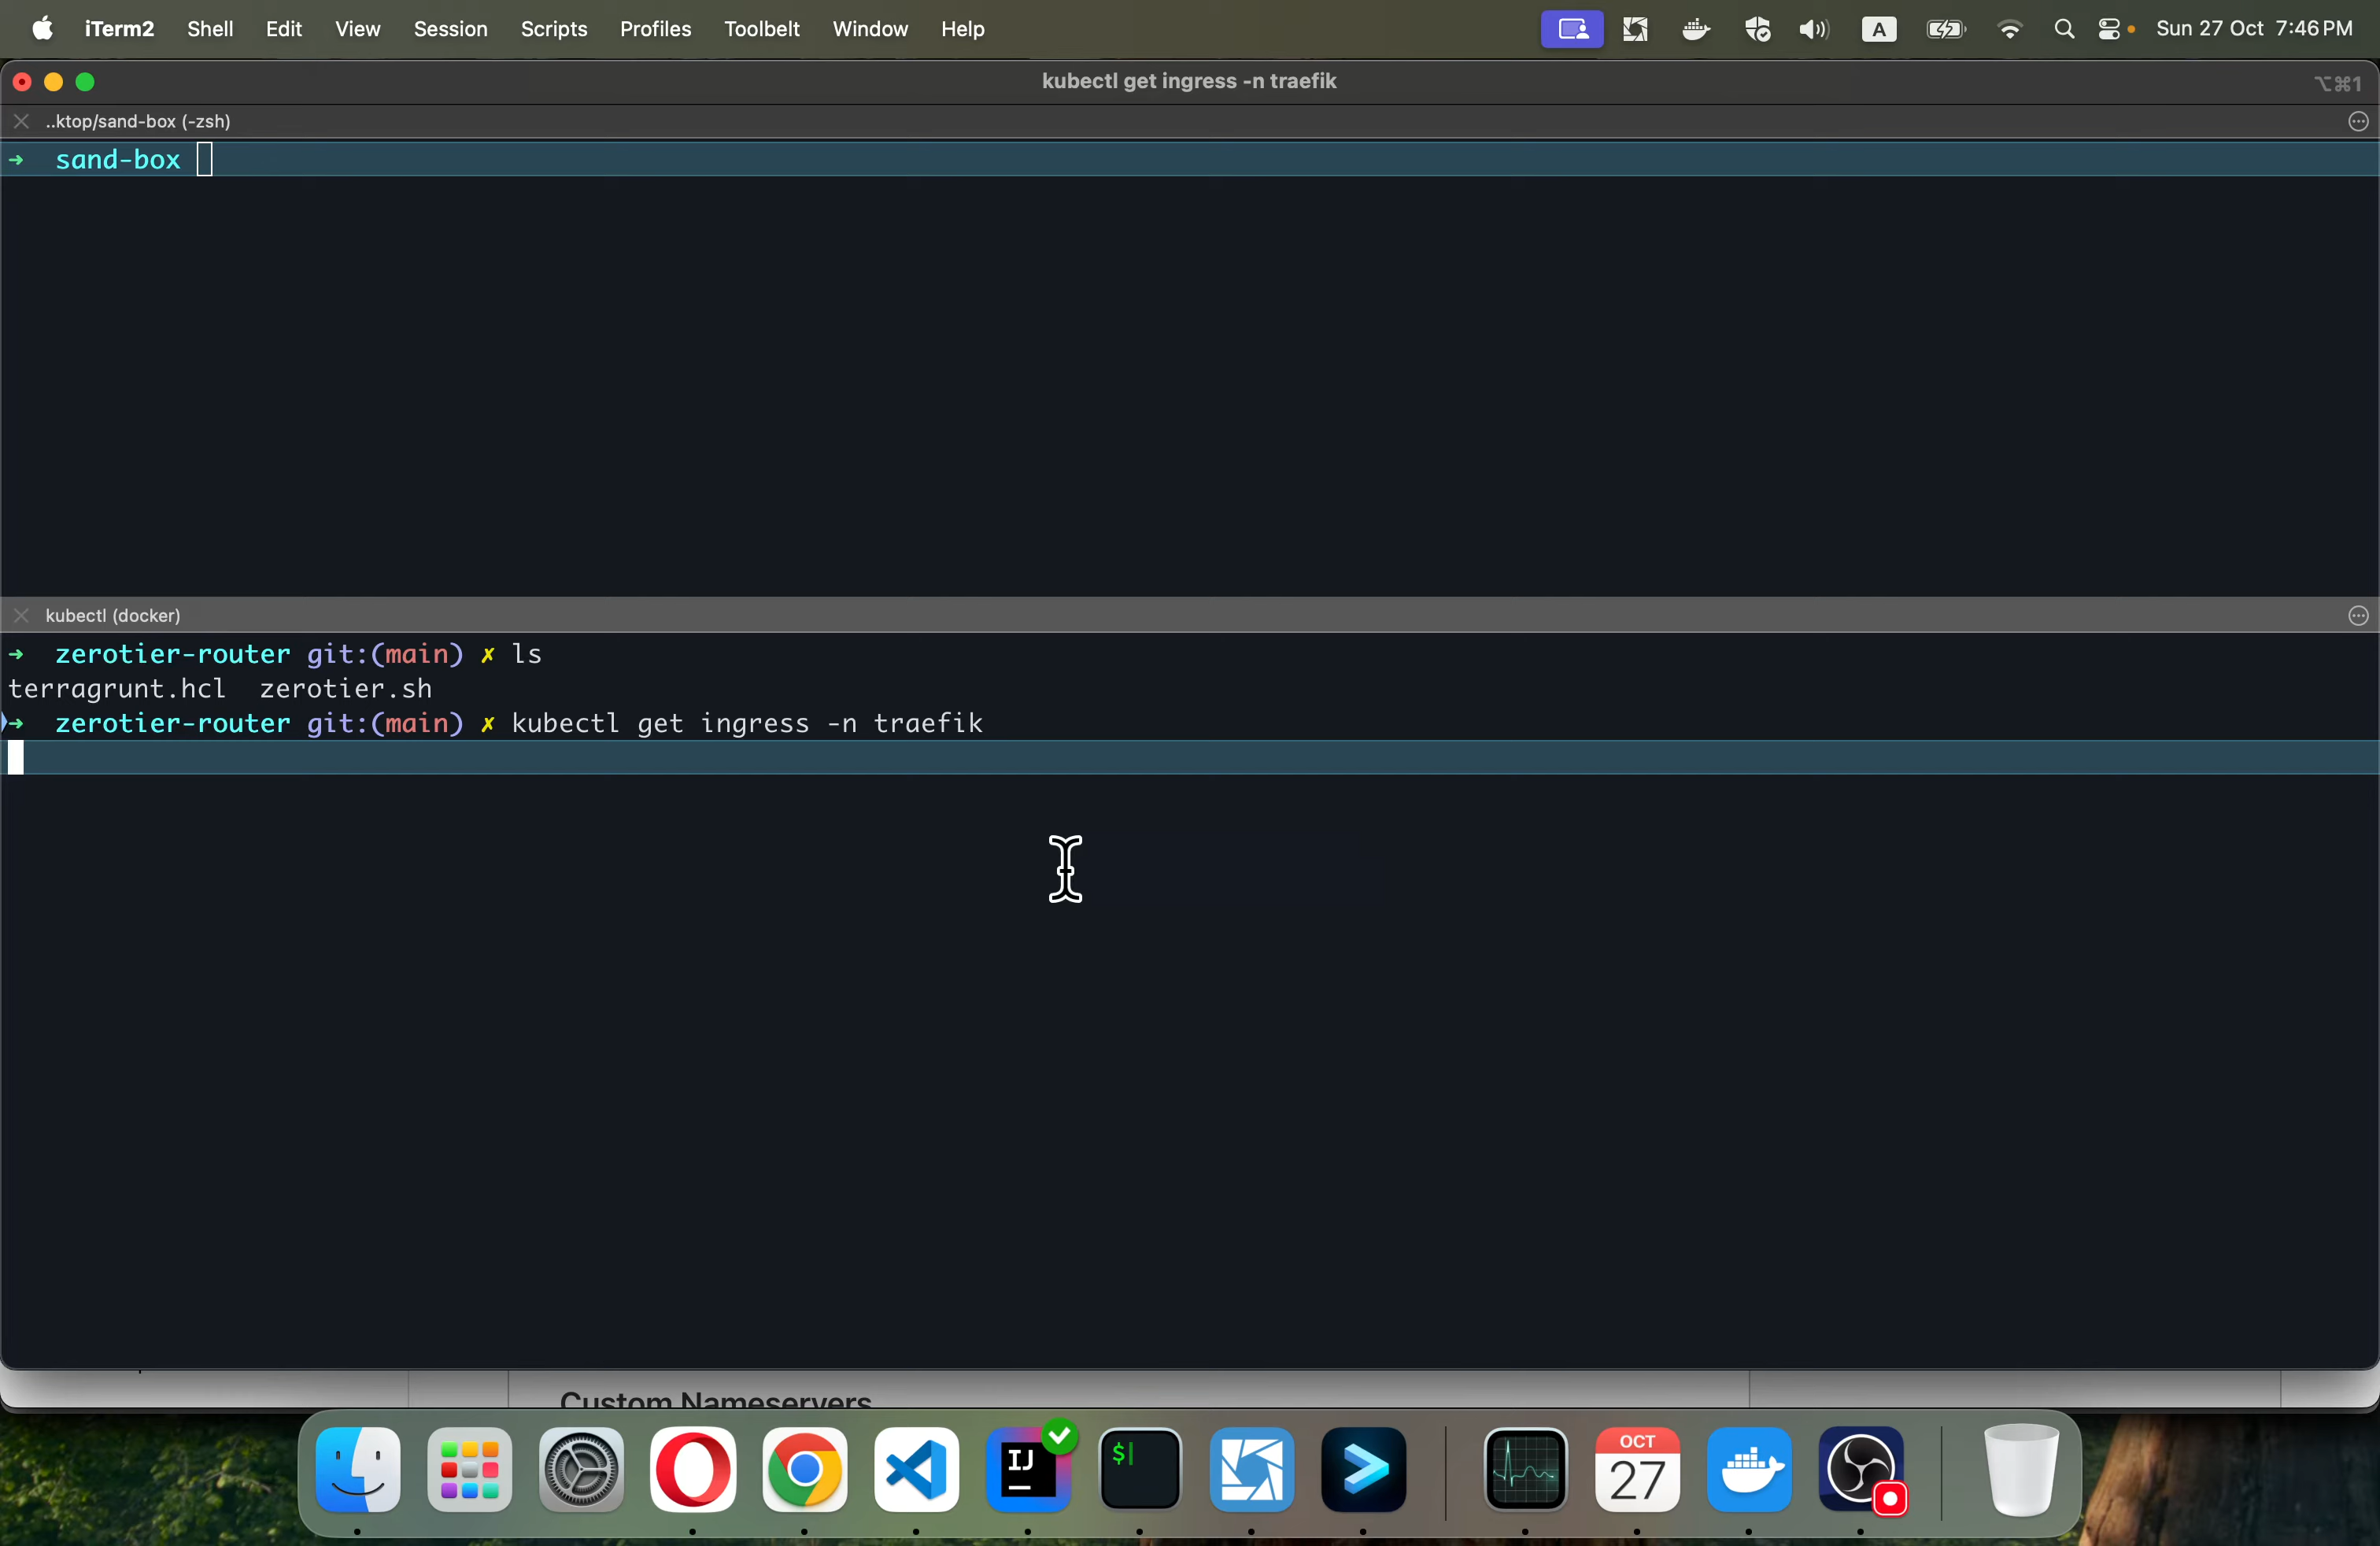 iTerm2 Shell Edit View Session Scripts Profiles Toolbelt Window Help A Sun 27 Oct 7:46 PM
kubectl get ingress -n traefik ⌥⌘1
..ktop/sand-box (-zsh)
➜ sand-box
kubectl (docker)
➜ zerotier-router git:(main) ✗ ls
terragrunt.hcl zerotier.sh
➜ zerotier-router git:(main) ✗ kubectl get ingress -n traefik
Custom Nameservers
IJ
$
OCT
27